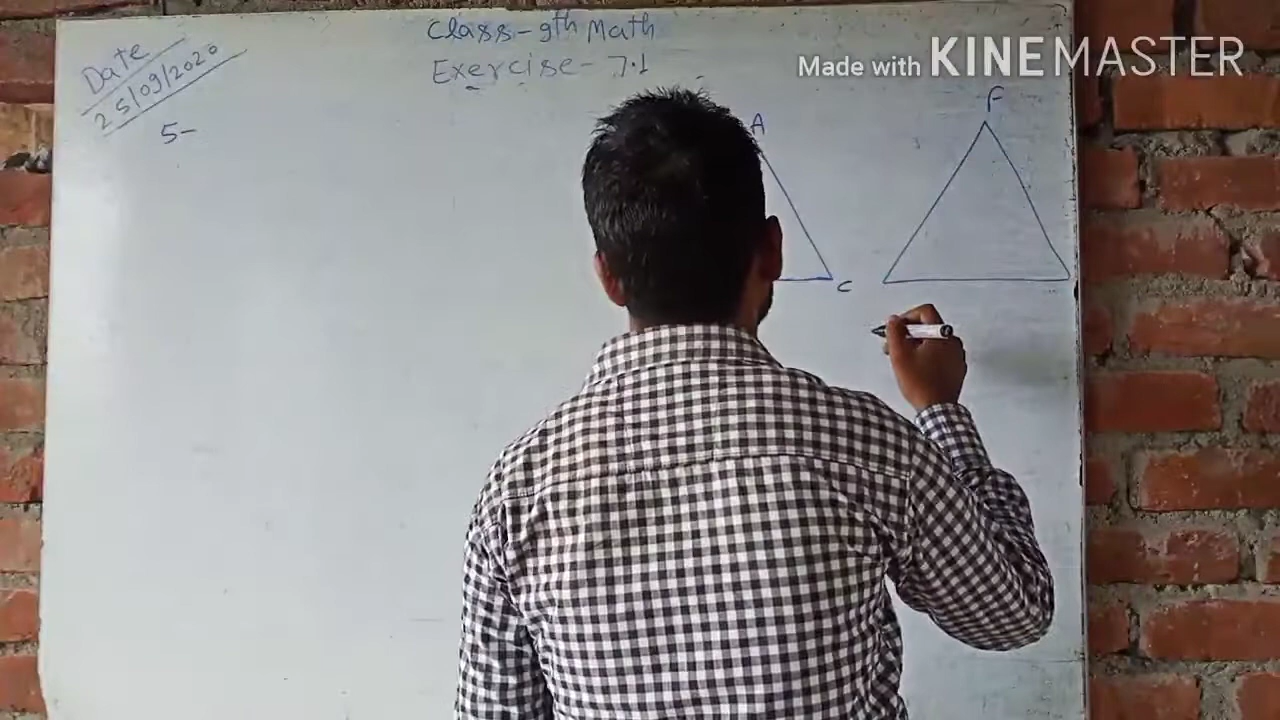 Class-9th Math
Exercise-7.1
Made with KINEMASTER
Date
25/09/2020
5-
A
F
C